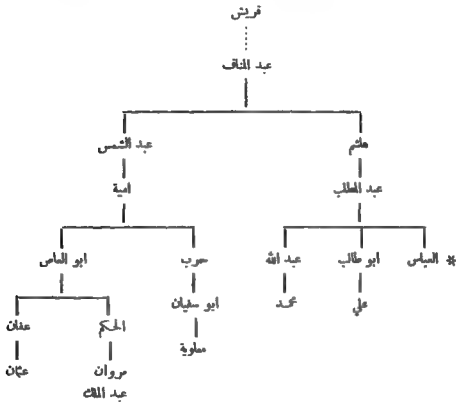 قريش
عبد المناف
هاشم عبد الشمس
عبد المطلب امية
* العباس ابو طالب عبد الله حرب ابو العاص
علي محمد ابو سفيان الحكم عفان
معاوية مروان عثمان
عبد الملك